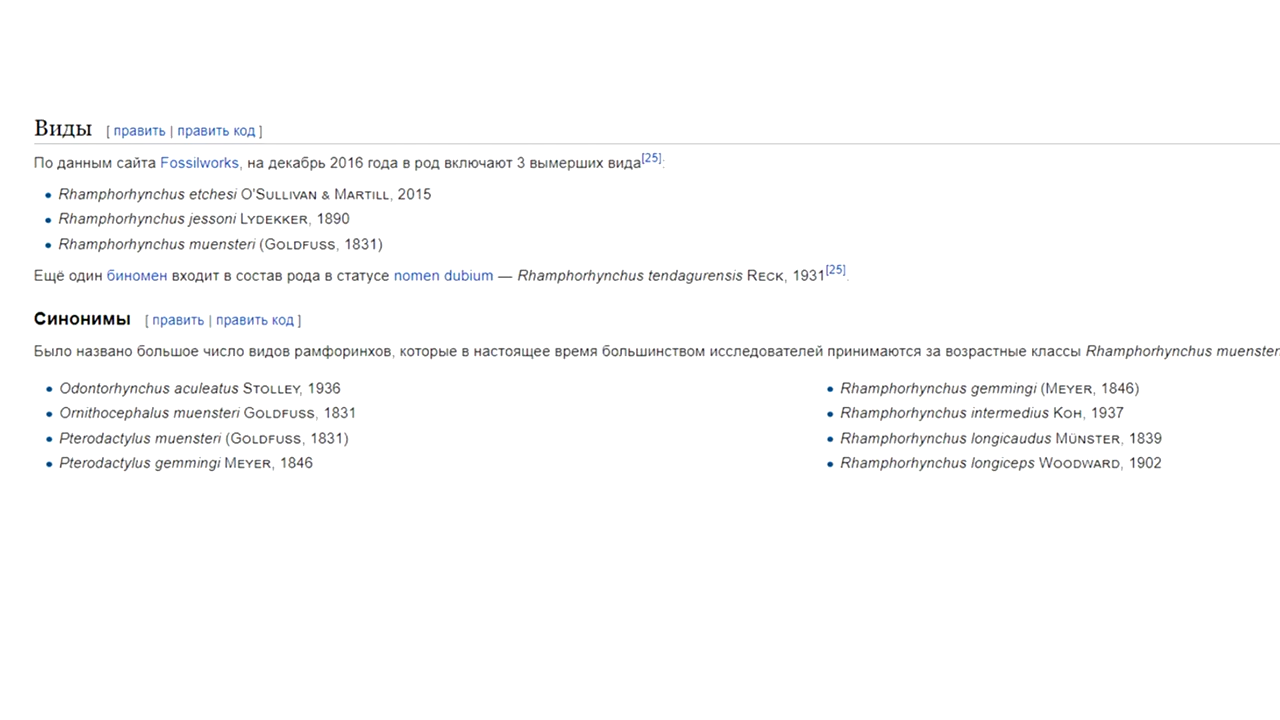 Виды [ править | править код ]
По данным сайта Fossilworks, на декабрь 2016 года в род включают 3 вымерших вида[25]:
• Rhamphorhynchus etchesi O'Sullivan & Martill, 2015
• Rhamphorhynchus jessoni Lydekker, 1890
• Rhamphorhynchus muensteri (Goldfuss, 1831)
Ещё один биномен входит в состав рода в статусе nomen dubium — Rhamphorhynchus tendagurensis Reck, 1931[25].
Синонимы [ править | править код ]
Было названо большое число видов рамфоринхов, которые в настоящее время большинством исследователей принимаются за возрастные классы Rhamphorhynchus muenster
• Odontorhynchus aculeatus Stolley, 1936
• Ornithocephalus muensteri Goldfuss, 1831
• Pterodactylus muensteri (Goldfuss, 1831)
• Pterodactylus gemmingi Meyer, 1846
• Rhamphorhynchus gemmingi (Meyer, 1846)
• Rhamphorhynchus intermedius Koh, 1937
• Rhamphorhynchus longicaudus Münster, 1839
• Rhamphorhynchus longiceps Woodward, 1902